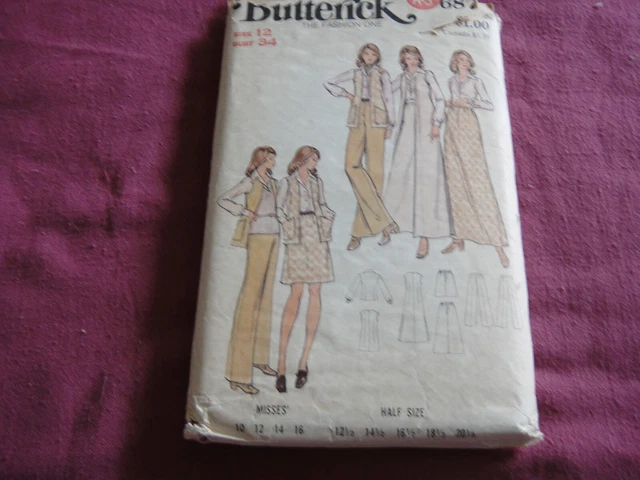 Butterick
68
THE FASHION ONE
$1.00
SIZE 12
BUST 34
MISSES'
HALF SIZE
10 12 14 16
12½ 14½ 16½ 18½ 20½